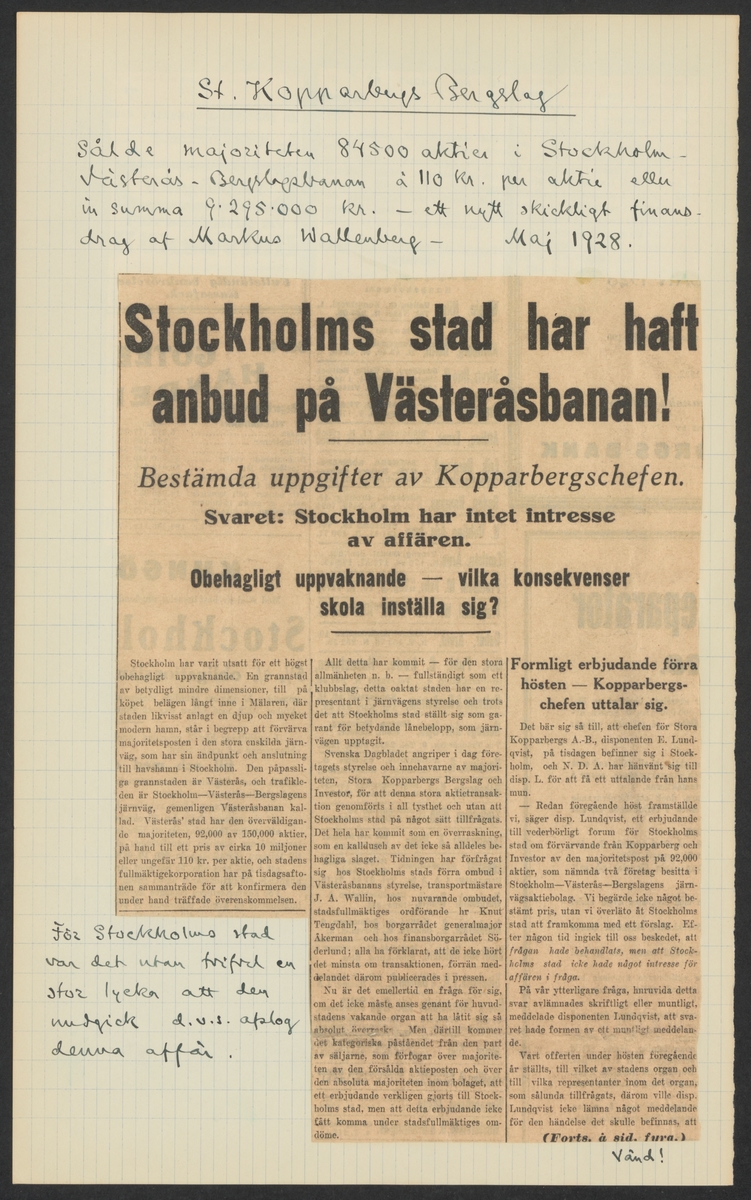 St. Kopparbergs Bergslag
Sålde majoriteten 84500 aktier i Stockholm-
Västerås-Bergslagsbanan à 110 kr. per aktie eller
in summa 9.295.000 kr. — ett nytt skickligt finans-
drag af Markus Wallenberg — Maj 1928.
Stockholms stad har haft
anbud på Västeråsbanan!
Bestämda uppgifter av Kopparbergschefen.
Svaret: Stockholm har intet intresse
av affären.
Obehagligt uppvaknande — vilka konsekvenser
skola inställa sig?
Stockholm har varit utsatt för ett högst
obehagligt uppvaknande. En grannstad
av betydligt mindre dimensioner, till på
köpet belägen långt inne i Mälaren, där
staden likvisst anlagt en djup och mycket
modern hamn, står i begrepp att förvärva
majoritetsposten i den stora enskilda järn-
väg, som har sin ändpunkt och anslutning
till havshamn i Stockholm. Den påpassli-
ga grannstaden är Västerås, och trafikle-
den är Stockholm—Västerås—Bergslagens
järnväg, gemenligen Västeråsbanan kal-
lad. Västerås' stad har den överväldigan-
de majoriteten, 92,000 av 150,000 aktier,
på hand till ett pris av cirka 10 miljoner
eller ungefär 110 kr. per aktie, och stadens
fullmäktigekorporation har på tisdagsafto-
nen sammanträde för att konfirmera den
under hand träffade överenskommelsen.
För Stockholms stad
var det utan tvifvel en
stor lycka att den
undgick d.v.s. afslog
denna affär.
Allt detta har kommit — för den stora
allmänheten n. b. — fullständigt som ett
klubbslag, detta oaktat staden har en re-
presentant i järnvägens styrelse och trots
det att Stockholms stad ställt sig som ga-
rant för betydande lånebelopp, som järn-
vägen upptagit.
Svenska Dagbladet angriper i dag före-
tagets styrelse och innehavarne av majori-
teten, Stora Kopparbergs Bergslag och
Investor, för att denna stora aktietransak-
tion genomförts i all tysthet och utan att
Stockholms stad på något sätt tillfrågats.
Det hela har kommit som en överraskning,
som en kalldusch av det icke så alldeles be-
hagliga slaget. Tidningen har förfrågat
sig hos Stockholms stads förra ombud i
Västeråsbanans styrelse, transportmästare
J. A. Wallin, hos nuvarande ombudet,
stadsfullmäktiges ordförande hr Knut
Tengdahl, hos borgarrådet generalmajor
Åkerman och hos finansborgarrådet Sö-
derlund; alla ha förklarat, att de icke hört
det minsta om transaktionen, förrän med-
delandet därom publicerades i pressen.
Nu är det emellertid en fråga för sig,
om det icke måste anses genant för huvud-
stadens vakande organ att ha låtit sig så
absolut övergaska. Men därtill kommer
det kategoriska påståendet från den part
av säljarne, som förfogar över majorite-
ten av den försålda aktieposten och över
den absoluta majoriteten inom bolaget, att
ett erbjudande verkligen gjorts till Stock-
holms stad, men att detta erbjudande icke
fått komma under stadsfullmäktiges om-
döme.
Formligt erbjudande förra
hösten — Kopparbergs-
chefen uttalar sig.
Det bär sig så till, att chefen för Stora
Kopparbergs A.-B., disponenten E. Lund-
qvist, på tisdagen befinner sig i Stock-
holm, och N. D. A. har hänvänt sig till
disp. L. för att få ett uttalande från hans
mun.
— Redan föregående höst framställde
vi, säger disp. Lundqvist, ett erbjudande
till vederbörligt forum för Stockholms
stad om förvärvande från Kopparberg och
Investor av den majoritetspost på 92,000
aktier, som nämnda två företag besitta i
Stockholm—Västerås—Bergslagens järn-
vägsaktiebolag. Vi begärde icke något be-
stämt pris, utan vi överläto åt Stockholms
stad att framkomma med ett förslag. Ef-
ter någon tid ingick till oss beskedet, att
frågan hade behandlats, men att Stock-
holms stad icke hade något intresse för
affären i fråga.
På vår ytterligare fråga, huruvida detta
svar avlämnades skriftligt eller muntligt,
meddelade disponenten Lundqvist, att sva-
ret hade formen av ett muntligt meddelan-
de.
Vart offerten under hösten föregående
år ställts, till vilket av stadens organ och
till vilka representanter inom det organ,
som sålunda tillfrågats, därom ville disp.
Lundqvist icke lämna något meddelande
för den händelse det skulle befinnas, att
(Forts. å sid. fyra.)
Vänd!